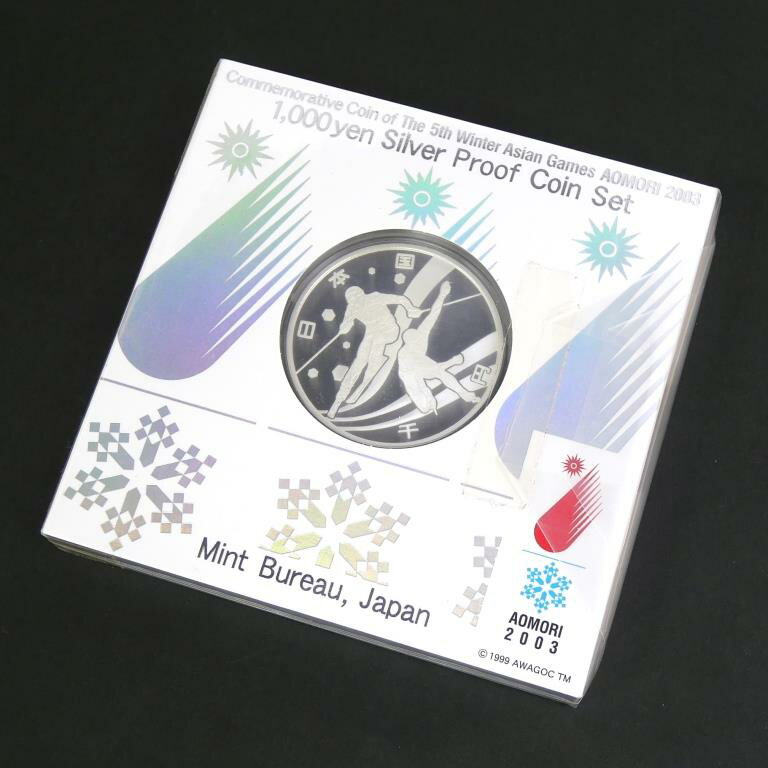 Commemorative Coin of The 5th Winter Asian Games AOMORI 2003
1,000yen Silver Proof Coin Set
日本国
千円
AOMORI
2003
Mint Bureau, Japan
© 1999 AWAGOC TM